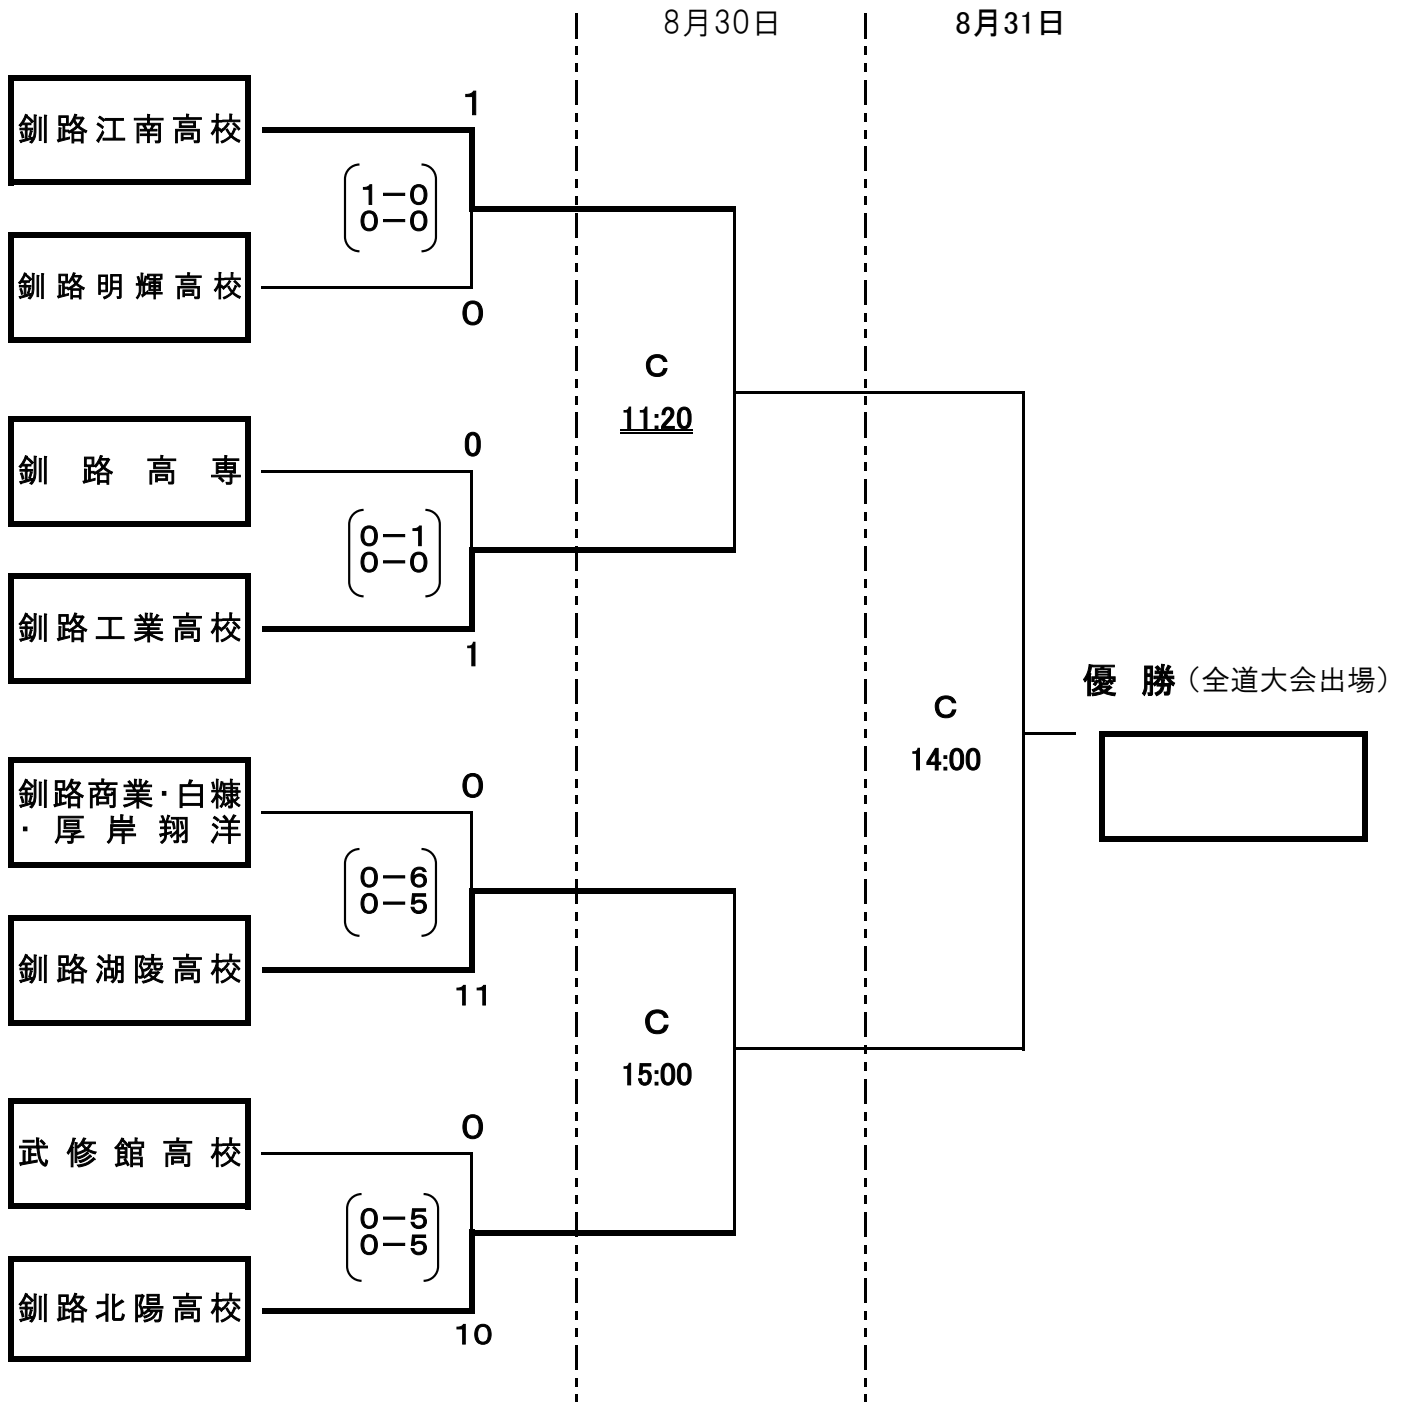 8月30日
8月31日
釧路江南高校
1
1－0
0－0
釧路明輝高校
0
C
11:20
釧路高専
0
0－1
0－0
釧路工業高校
1
優勝（全道大会出場）
C
14:00
釧路商業・白糠
・厚岸翔洋
0
0－6
0－5
釧路湖陵高校
11
C
15:00
武修館高校
0
0－5
0－5
釧路北陽高校
10